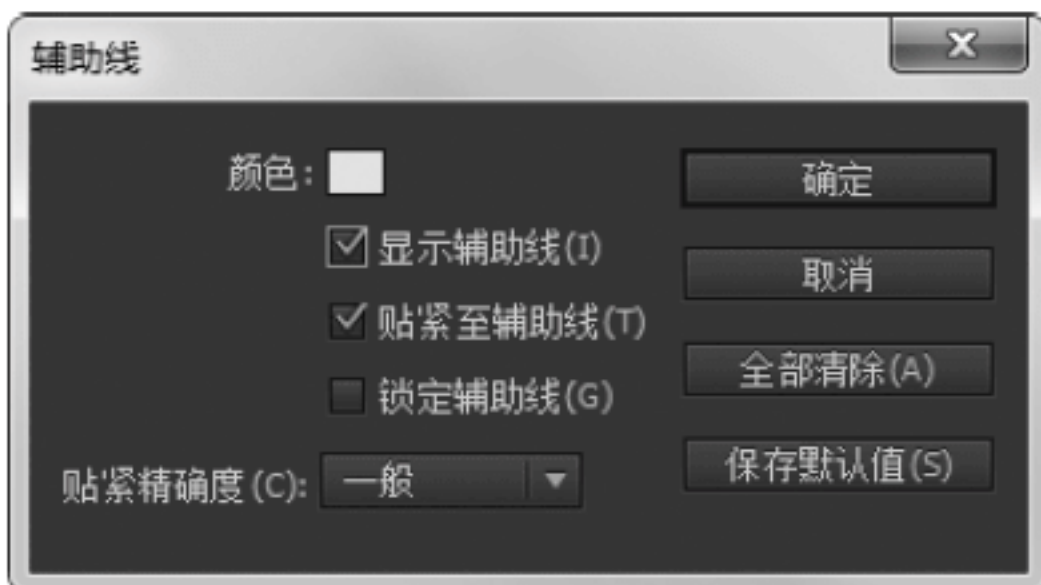 辅助线
颜色:
确定
显示辅助线(I)
取消
贴紧至辅助线(T)
全部清除(A)
锁定辅助线(G)
贴紧精确度(C): 一般
保存默认值(S)